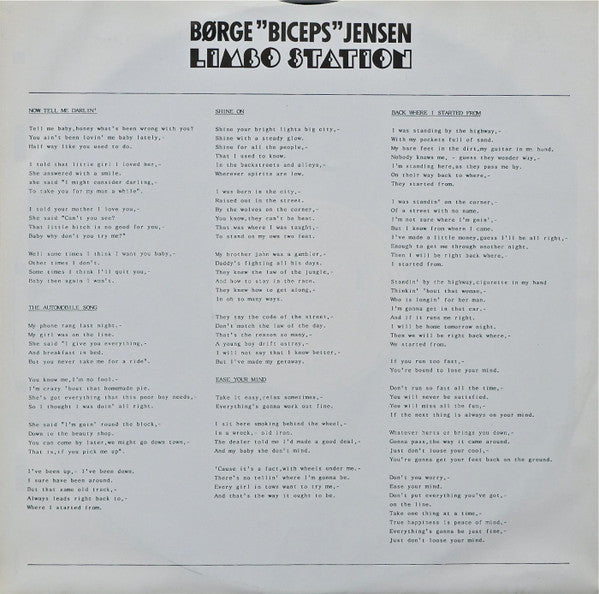 BØRGE "BICEPS" JENSEN
LIMBO STATION
NOW TELL ME DARLIN'
Tell me baby,honey what's been wrong with you?
You ain't been lovin' me baby lately,-
Half way like you used to do.
I told that little girl I loved her,-
She answered with a smile.
she said "I might consider darling,-
To take you for my man a while".
I told your mother I love you,-
She said "Can't you see?
That little bitch is no good for you,-
Baby why don't you try me?"
Well some times I think I want you baby,-
Other times I don't.
Some times I think I'll quit you,-
Baby then again I won't.
THE AUTOMOBILE SONG
My phone rang last night.-
My girl was on the line.
She said "I give you everything,-
And breakfast in bed.
But you never take me for a ride".
You know me,I'm no fool.-
I'm crazy 'bout that homemade pie.
She's got everything that this poor boy needs,
So I thought I was doin' all right.
She said "I'm goin' round the block,-
Down to the beauty shop.
You can come by later,we might go down town,-
That is,if you pick me up".
I've been up,- I've been down.
I sure have been around.
But that same old track,-
Always leads right back to,-
Where I started from.
SHINE ON
Shine your bright lights big city,-
Shine with a steady glow.
Shine for all the people,-
That I used to know.
In the backstreets and alleys,-
Wherever spirits are low.
I was born in the city,-
Raised out in the street.
By the wolves on the corner,-
You know,they can't be beat.
That was where I was taught,-
To stand on my own two feet.
My brother john was a gambler,-
Daddy's fighting all his days.
They knew the law of the jungle,-
And how to stay in the race.
They knew how to get along,-
In oh so many ways.
They say the code of the street,-
Don't match the law of the day.
That's the reason so many,-
A young boy drift astray,-
I will not say that I know better,-
But I've made my getaway.
EASE YOUR MIND
Take it easy,relax sometimes,-
Everything's gonna work out fine.
I sit here smoking behind the wheel,-
In a wreck, old iron.
The dealer told me I'd made a good deal,-
And my baby she don't mind.
'Cause it's a fact,with wheels under me.-
There's no tellin' where I'm gonna be.
Every girl in town want to try me,-
And that's the way it ought to be.
BACK WHERE I STARTED FROM
I was standing by the highway,-
With my pockets full of sand.
My bare feet in the dirt,my guitar in my hand.
Nobody knows me, - guess they wonder way,-
I'm standing here,as they pass me by.
On their way back to where,-
They started from.
I was standin' on the corner,-
Of a street with no name.
I'm not sure where I'm goin',-
But I know from where I came.
I've made a little money,guess I'll be all right,-
Enough to get me through another night.
Then I will be right back where,-
I started from.
Standin' by the highway,cigarette in my hand
Thinkin' 'bout that woman,-
Who is longin' for her man.
I'm gonna get in that car.-
And if it runs me right,
I will be home tomorrow night.
Then we will be right back where,-
We started from.
If you run too fast,-
You're bound to lose your mind.
Don't run so fast all the time,-
You will never be satisfied.
You will miss all the fun,-
If the next thing is always on your mind.
Whatever hurts or brings you down,-
Gonna pass,the way it came around.
Just don't loose your cool,-
You're gonna get your feet back on the ground.
Don't you worry,-
Ease your mind.
Don't put everything you've got,-
on the line.
Take one thing at a time,-
True happiness is peace of mind,-
Everything's gonna be just fine,-
Just don't loose your mind.